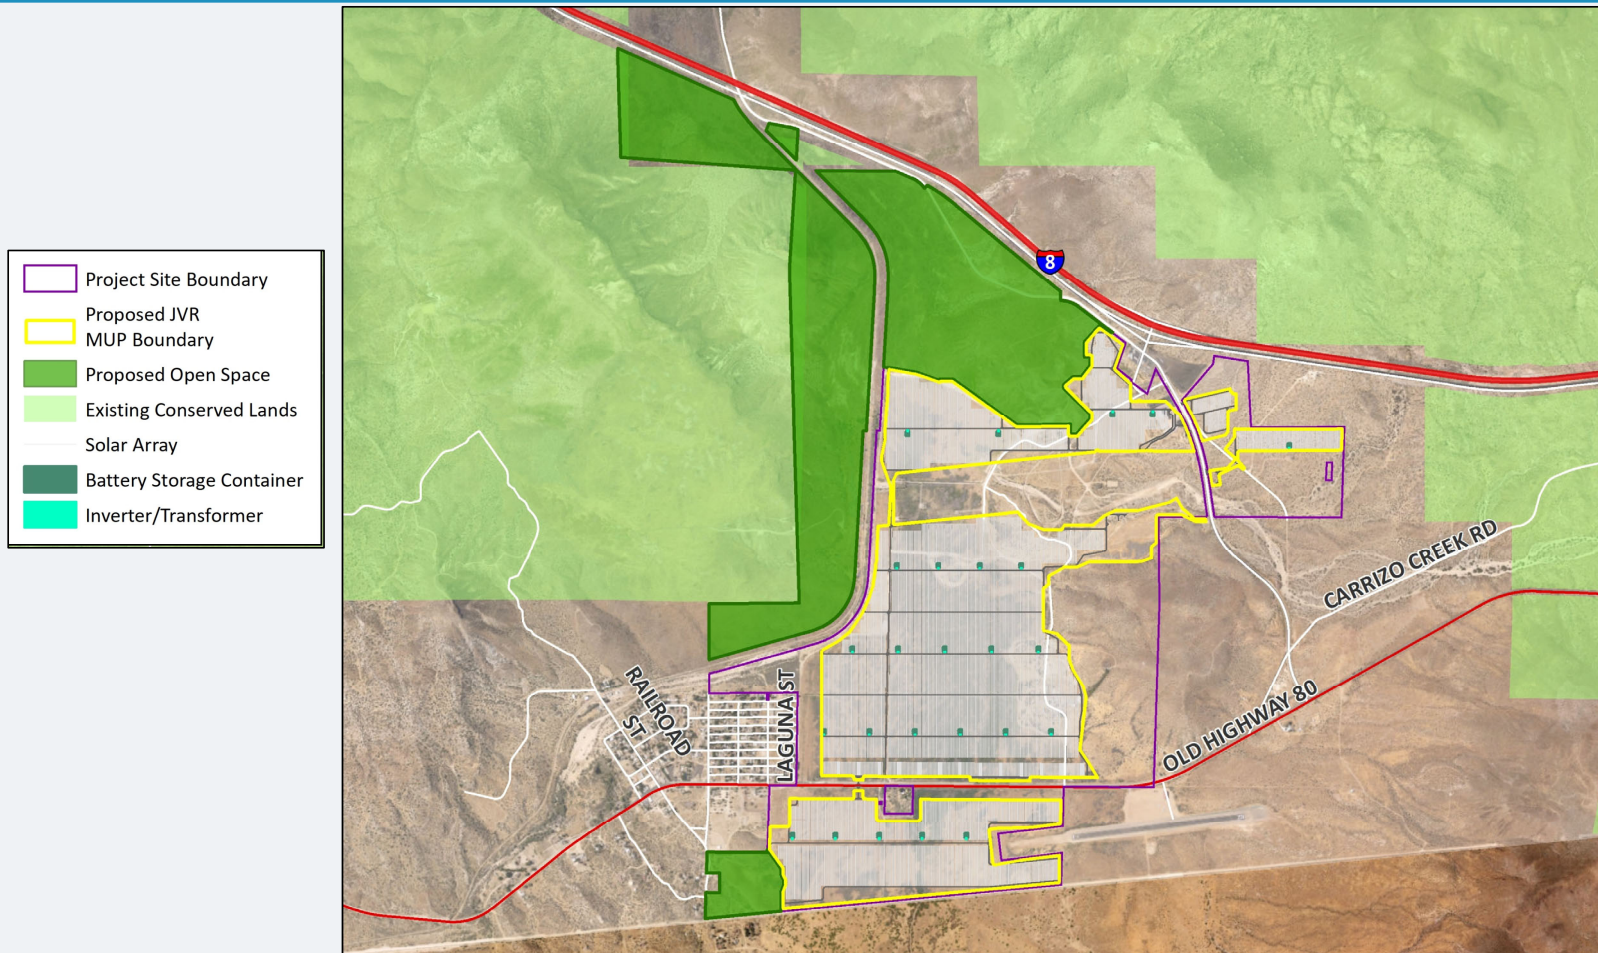 Project Site Boundary
Proposed JVR
MUP Boundary
Proposed Open Space
Existing Conserved Lands
Solar Array
Battery Storage Container
Inverter/Transformer
8
CARRIZO CREEK RD
OLD HIGHWAY 80
RAILROAD
ST
LAGUNA ST